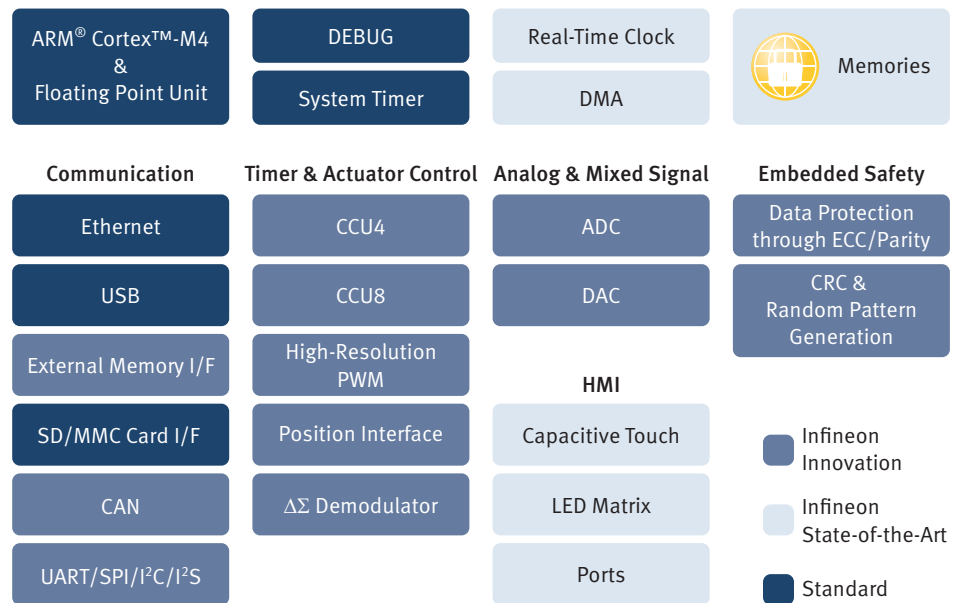 ARM® Cortex™-M4
&
Floating Point Unit
DEBUG
System Timer
Real-Time Clock
DMA
Memories
Communication
Ethernet
USB
External Memory I/F
SD/MMC Card I/F
CAN
UART/SPI/I²C/I²S
Timer & Actuator Control
CCU4
CCU8
High-Resolution
PWM
Position Interface
ΔΣ Demodulator
Analog & Mixed Signal
ADC
DAC
HMI
Capacitive Touch
LED Matrix
Ports
Embedded Safety
Data Protection
through ECC/Parity
CRC &
Random Pattern
Generation
Infineon
Innovation
Infineon
State-of-the-Art
Standard